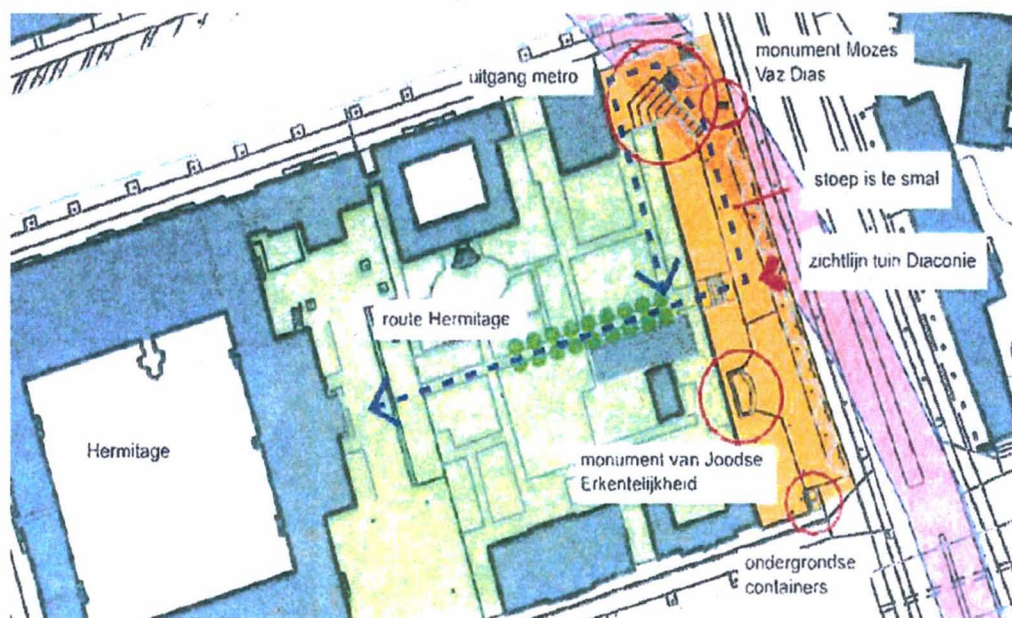 uitgang metro
monument Mozes
Vaz Dias
stoep is te smal
zichtlijn tuin Diaconie
route Hermitage
Hermitage
monument van Joodse
Erkentelijkheid
ondergrondse
containers